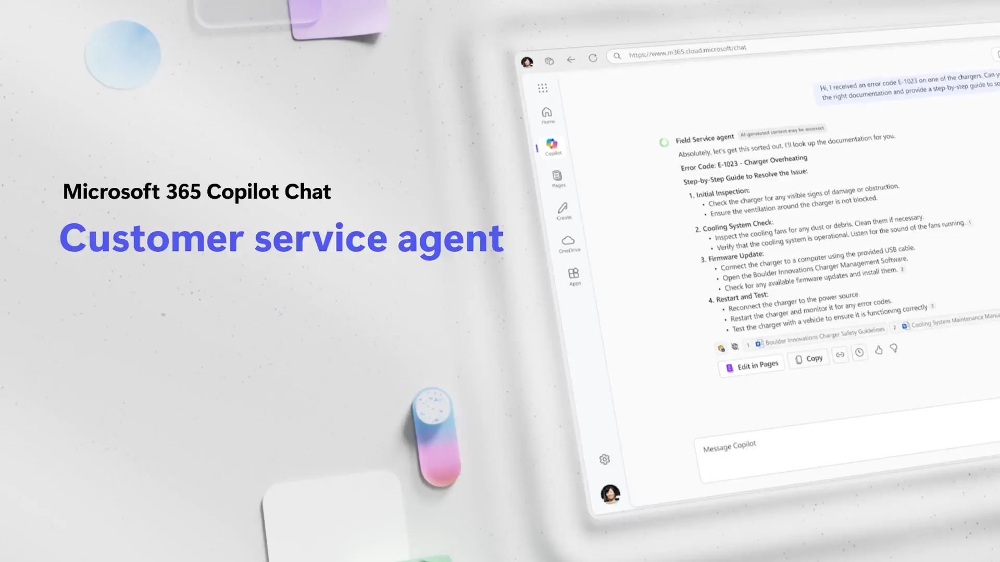 Microsoft 365 Copilot Chat
Customer service agent
https://www.m365.cloud.microsoft/chat
Home
Copilot
Pages
Create
OneDrive
Apps
Hi, I received an error code E-1023 on one of the chargers. Can
the right documentation and provide a step-by-step guide to
Field Service agent AI-generated content may be incorrect
Absolutely, let's get this sorted out. I'll look up the documentation for you.
Error Code: E-1023 - Charger Overheating
Step-by-Step Guide to Resolve the Issue:
1. Initial Inspection:
• Check the charger for any visible signs of damage or obstruction.
• Ensure the ventilation around the charger is not blocked.
2. Cooling System Check:
• Inspect the cooling fans for any dust or debris. Clean them if necessary.
• Verify that the cooling system is operational. Listen for the sound of the fans running. 1
3. Firmware Update:
• Connect the charger to a computer using the provided USB cable.
• Open the Boulder Innovations Charger Management Software.
• Check for any available firmware updates and install them. 2
4. Restart and Test:
• Reconnect the charger to the power source.
• Restart the charger and monitor it for any error codes.
• Test the charger with a vehicle to ensure it is functioning correctly 3
1 Boulder Innovations Charger Safety Guidelines 2 Cooling System Maintenance
Edit in Pages Copy
Message Copilot